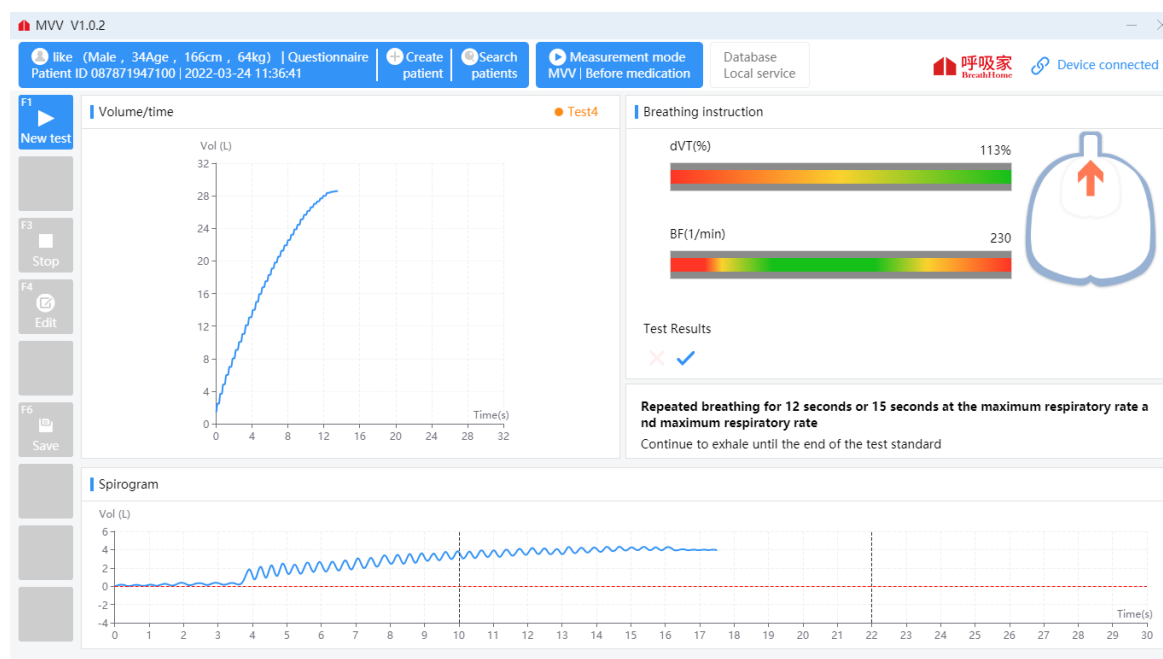 MVV V1.0.2
like (Male , 34Age , 166cm , 64kg) | Questionnaire
Patient ID 087871947100 | 2022-03-24 11:36:41
Create
patient
Search
patients
Measurement mode
MVV | Before medication
Database
Local service
呼吸家
BreathHome
Device connected
F1
New test
F3
Stop
F4
Edit
F6
Save
Volume/time
Test4
Vol (L)
32
28
24
20
16
12
8
4
0
Time(s)
0 4 8 12 16 20 24 28 32
Breathing instruction
dVT(%)
113%
BF(1/min)
230
Test Results
Repeated breathing for 12 seconds or 15 seconds at the maximum respiratory rate a
nd maximum respiratory rate
Continue to exhale until the end of the test standard
Spirogram
Vol (L)
6
4
2
0
-2
-4
Time(s)
0 1 2 3 4 5 6 7 8 9 10 11 12 13 14 15 16 17 18 19 20 21 22 23 24 25 26 27 28 29 30